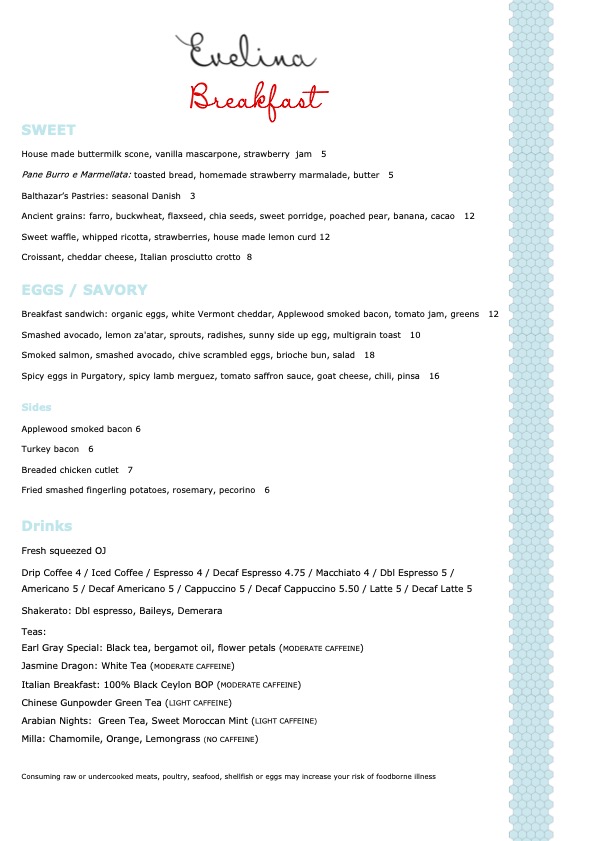 Evelina
Breakfast
SWEET
House made buttermilk scone, vanilla mascarpone, strawberry jam 5
Pane Burro e Marmellata: toasted bread, homemade strawberry marmalade, butter 5
Balthazar's Pastries: seasonal Danish 3
Ancient grains: farro, buckwheat, flaxseed, chia seeds, sweet porridge, poached pear, banana, cacao 12
Sweet waffle, whipped ricotta, strawberries, house made lemon curd 12
Croissant, cheddar cheese, Italian prosciutto crotto 8
EGGS / SAVORY
Breakfast sandwich: organic eggs, white Vermont cheddar, Applewood smoked bacon, tomato jam, greens 12
Smashed avocado, lemon za'atar, sprouts, radishes, sunny side up egg, multigrain toast 10
Smoked salmon, smashed avocado, chive scrambled eggs, brioche bun, salad 18
Spicy eggs in Purgatory, spicy lamb merguez, tomato saffron sauce, goat cheese, chili, pinsa 16
Sides
Applewood smoked bacon 6
Turkey bacon 6
Breaded chicken cutlet 7
Fried smashed fingerling potatoes, rosemary, pecorino 6
Drinks
Fresh squeezed OJ
Drip Coffee 4 / Iced Coffee / Espresso 4 / Decaf Espresso 4.75 / Macchiato 4 / Dbl Espresso 5 /
Americano 5 / Decaf Americano 5 / Cappuccino 5 / Decaf Cappuccino 5.50 / Latte 5 / Decaf Latte 5
Shakerato: Dbl espresso, Baileys, Demerara
Teas:
Earl Gray Special: Black tea, bergamot oil, flower petals (MODERATE CAFFEINE)
Jasmine Dragon: White Tea (MODERATE CAFFEINE)
Italian Breakfast: 100% Black Ceylon BOP (MODERATE CAFFEINE)
Chinese Gunpowder Green Tea (LIGHT CAFFEINE)
Arabian Nights: Green Tea, Sweet Moroccan Mint (LIGHT CAFFEINE)
Milla: Chamomile, Orange, Lemongrass (NO CAFFEINE)
Consuming raw or undercooked meats, poultry, seafood, shellfish or eggs may increase your risk of foodborne illness